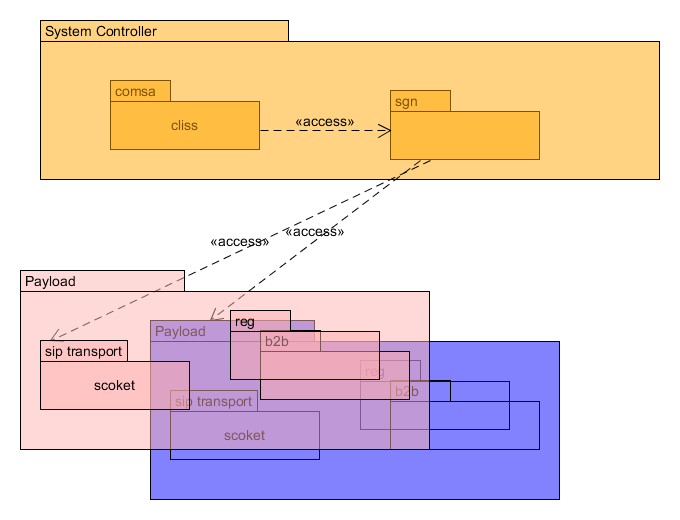 System Controller
comsa
cliss
«access»
sgn
«access»
«access»
Payload
reg
Payload
b2b
sip transport
scoket
reg
b2b
sip transport
scoket